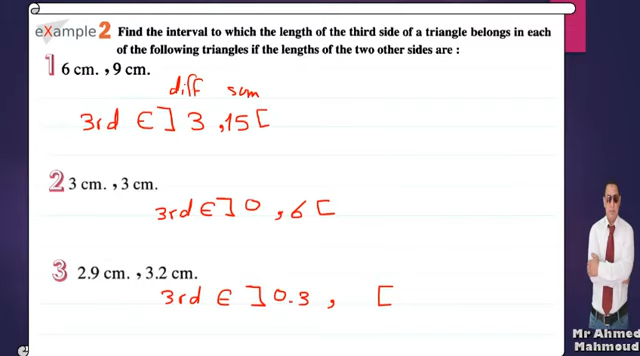 eXample 2 Find the interval to which the length of the third side of a triangle belongs in each
of the following triangles if the lengths of the two other sides are :
1 6 cm. , 9 cm.
diff sum
3rd ∈ ] 3 , 15 [
2 3 cm. , 3 cm.
3rd ∈ ] 0 , 6 [
3 2.9 cm. , 3.2 cm.
3rd ∈ ] 0.3 , [
Mr Ahmed
Mahmoud